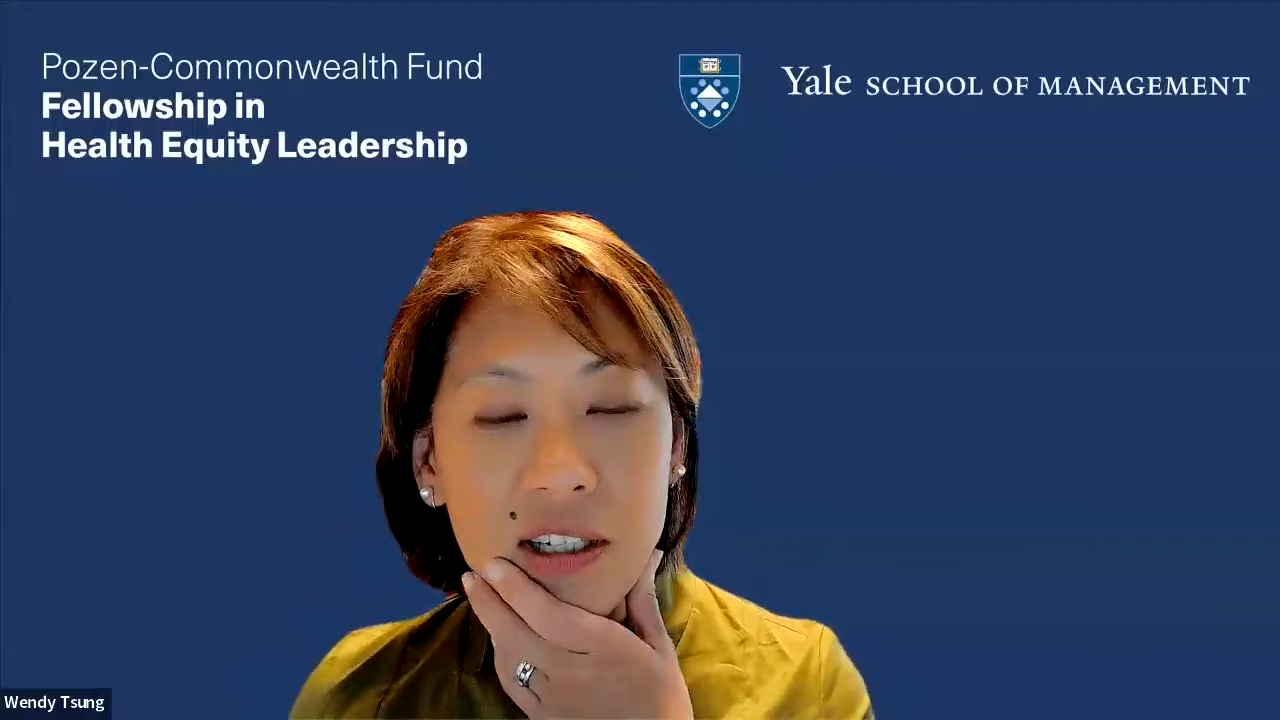 Pozen-Commonwealth Fund
Fellowship in
Health Equity Leadership
Yale SCHOOL OF MANAGEMENT
Wendy Tsung